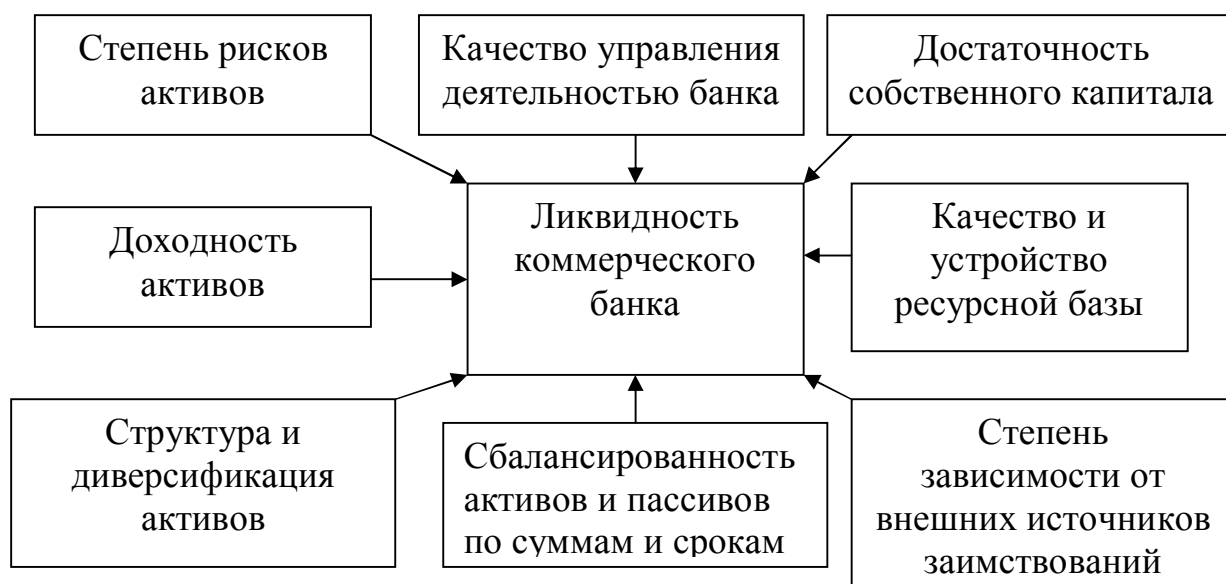 Степень рисков
активов
Качество управления
деятельностью банка
Достаточность
собственного капитала
Доходность
активов
Ликвидность
коммерческого
банка
Качество и
устройство
ресурсной базы
Структура и
диверсификация
активов
Сбалансированность
активов и пассивов
по суммам и срокам
Степень
зависимости от
внешних источников
заимствований